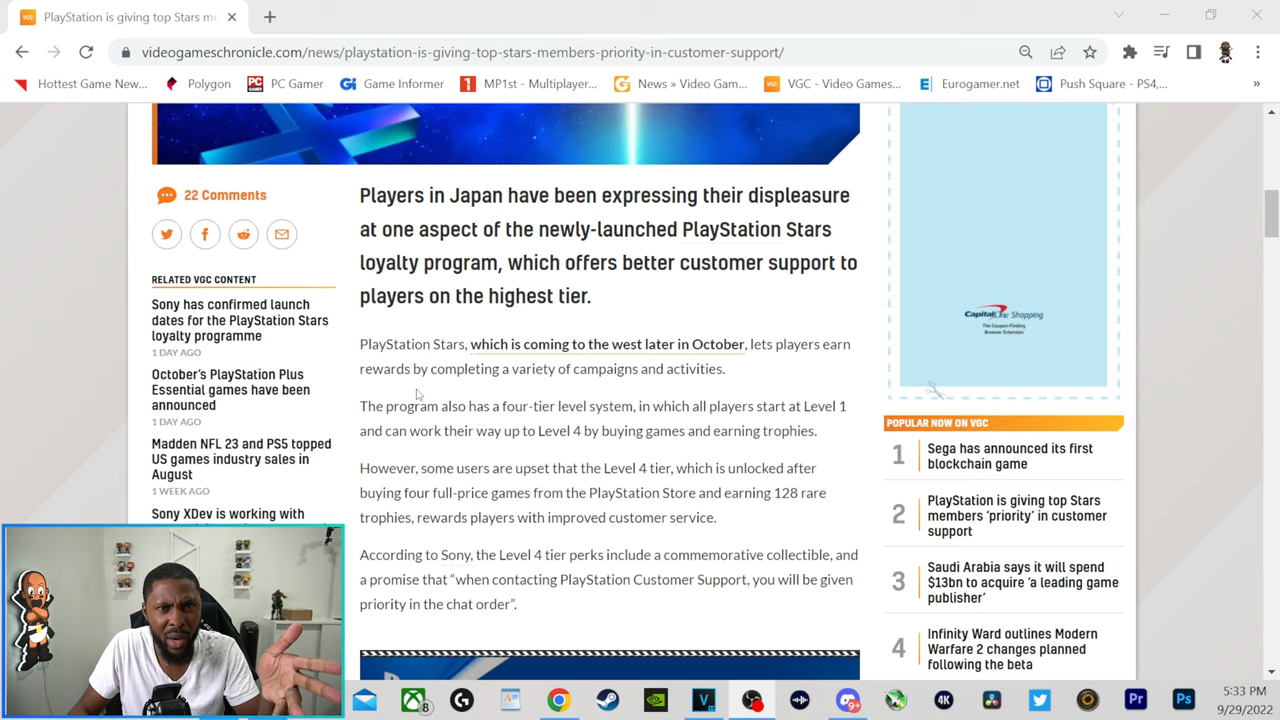 PlayStation is giving top Stars me
videogameschronicle.com/news/playstation-is-giving-top-stars-members-priority-in-customer-support/
Hottest Game New...
Polygon
PC Gamer
Game Informer
MP1st - Multiplayer...
News » Video Gam...
VGC - Video Games...
Eurogamer.net
Push Square - PS4,...
»
22 Comments
RELATED VGC CONTENT
Sony has confirmed launch
dates for the PlayStation Stars
loyalty programme
1 DAY AGO
October's PlayStation Plus
Essential games have been
announced
1 DAY AGO
Madden NFL 23 and PS5 topped
US games industry sales in
August
1 WEEK AGO
Sony XDev is working with
Players in Japan have been expressing their displeasure
at one aspect of the newly-launched PlayStation Stars
loyalty program, which offers better customer support to
players on the highest tier.
PlayStation Stars, which is coming to the west later in October, lets players earn
rewards by completing a variety of campaigns and activities.
The program also has a four-tier level system, in which all players start at Level 1
and can work their way up to Level 4 by buying games and earning trophies.
However, some users are upset that the Level 4 tier, which is unlocked after
buying four full-price games from the PlayStation Store and earning 128 rare
trophies, rewards players with improved customer service.
According to Sony, the Level 4 tier perks include a commemorative collectible, and
a promise that “when contacting PlayStation Customer Support, you will be given
priority in the chat order”.
Capital One Shopping
The Coupon-Finding
Browser Extension
POPULAR NOW ON VGC
1
Sega has announced its first
blockchain game
2
PlayStation is giving top Stars
members 'priority' in customer
support
3
Saudi Arabia says it will spend
$13bn to acquire 'a leading game
publisher'
4
Infinity Ward outlines Modern
Warfare 2 changes planned
following the beta
8
9+
4K
Pr
Ps
5:33 PM
9/29/2022